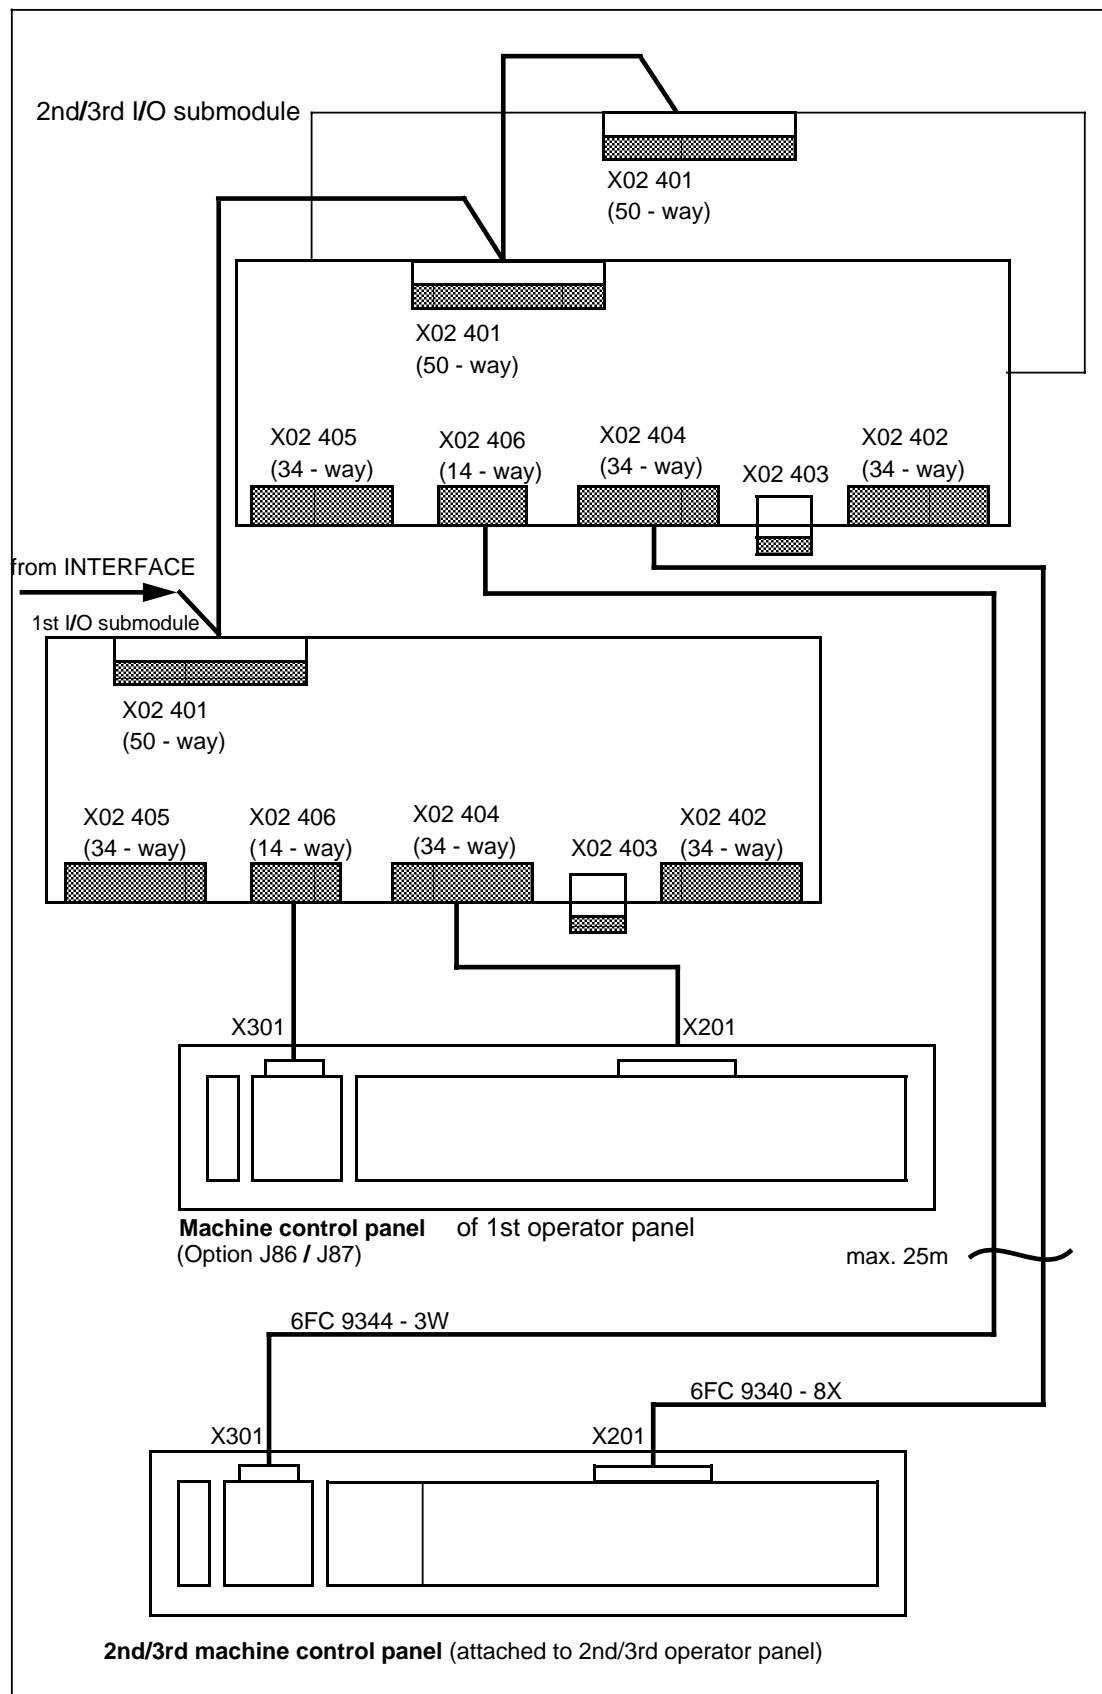 2nd/3rd I/O submodule
X02 401
(50 - way)
X02 401
(50 - way)
X02 405
(34 - way)
X02 406
(14 - way)
X02 404
(34 - way)
X02 403
X02 402
(34 - way)
from INTERFACE
1st I/O submodule
X02 401
(50 - way)
X02 405
(34 - way)
X02 406
(14 - way)
X02 404
(34 - way)
X02 403
X02 402
(34 - way)
X301
X201
Machine control panel of 1st operator panel
(Option J86 / J87)
max. 25m
6FC 9344 - 3W
6FC 9340 - 8X
X301
X201
2nd/3rd machine control panel (attached to 2nd/3rd operator panel)